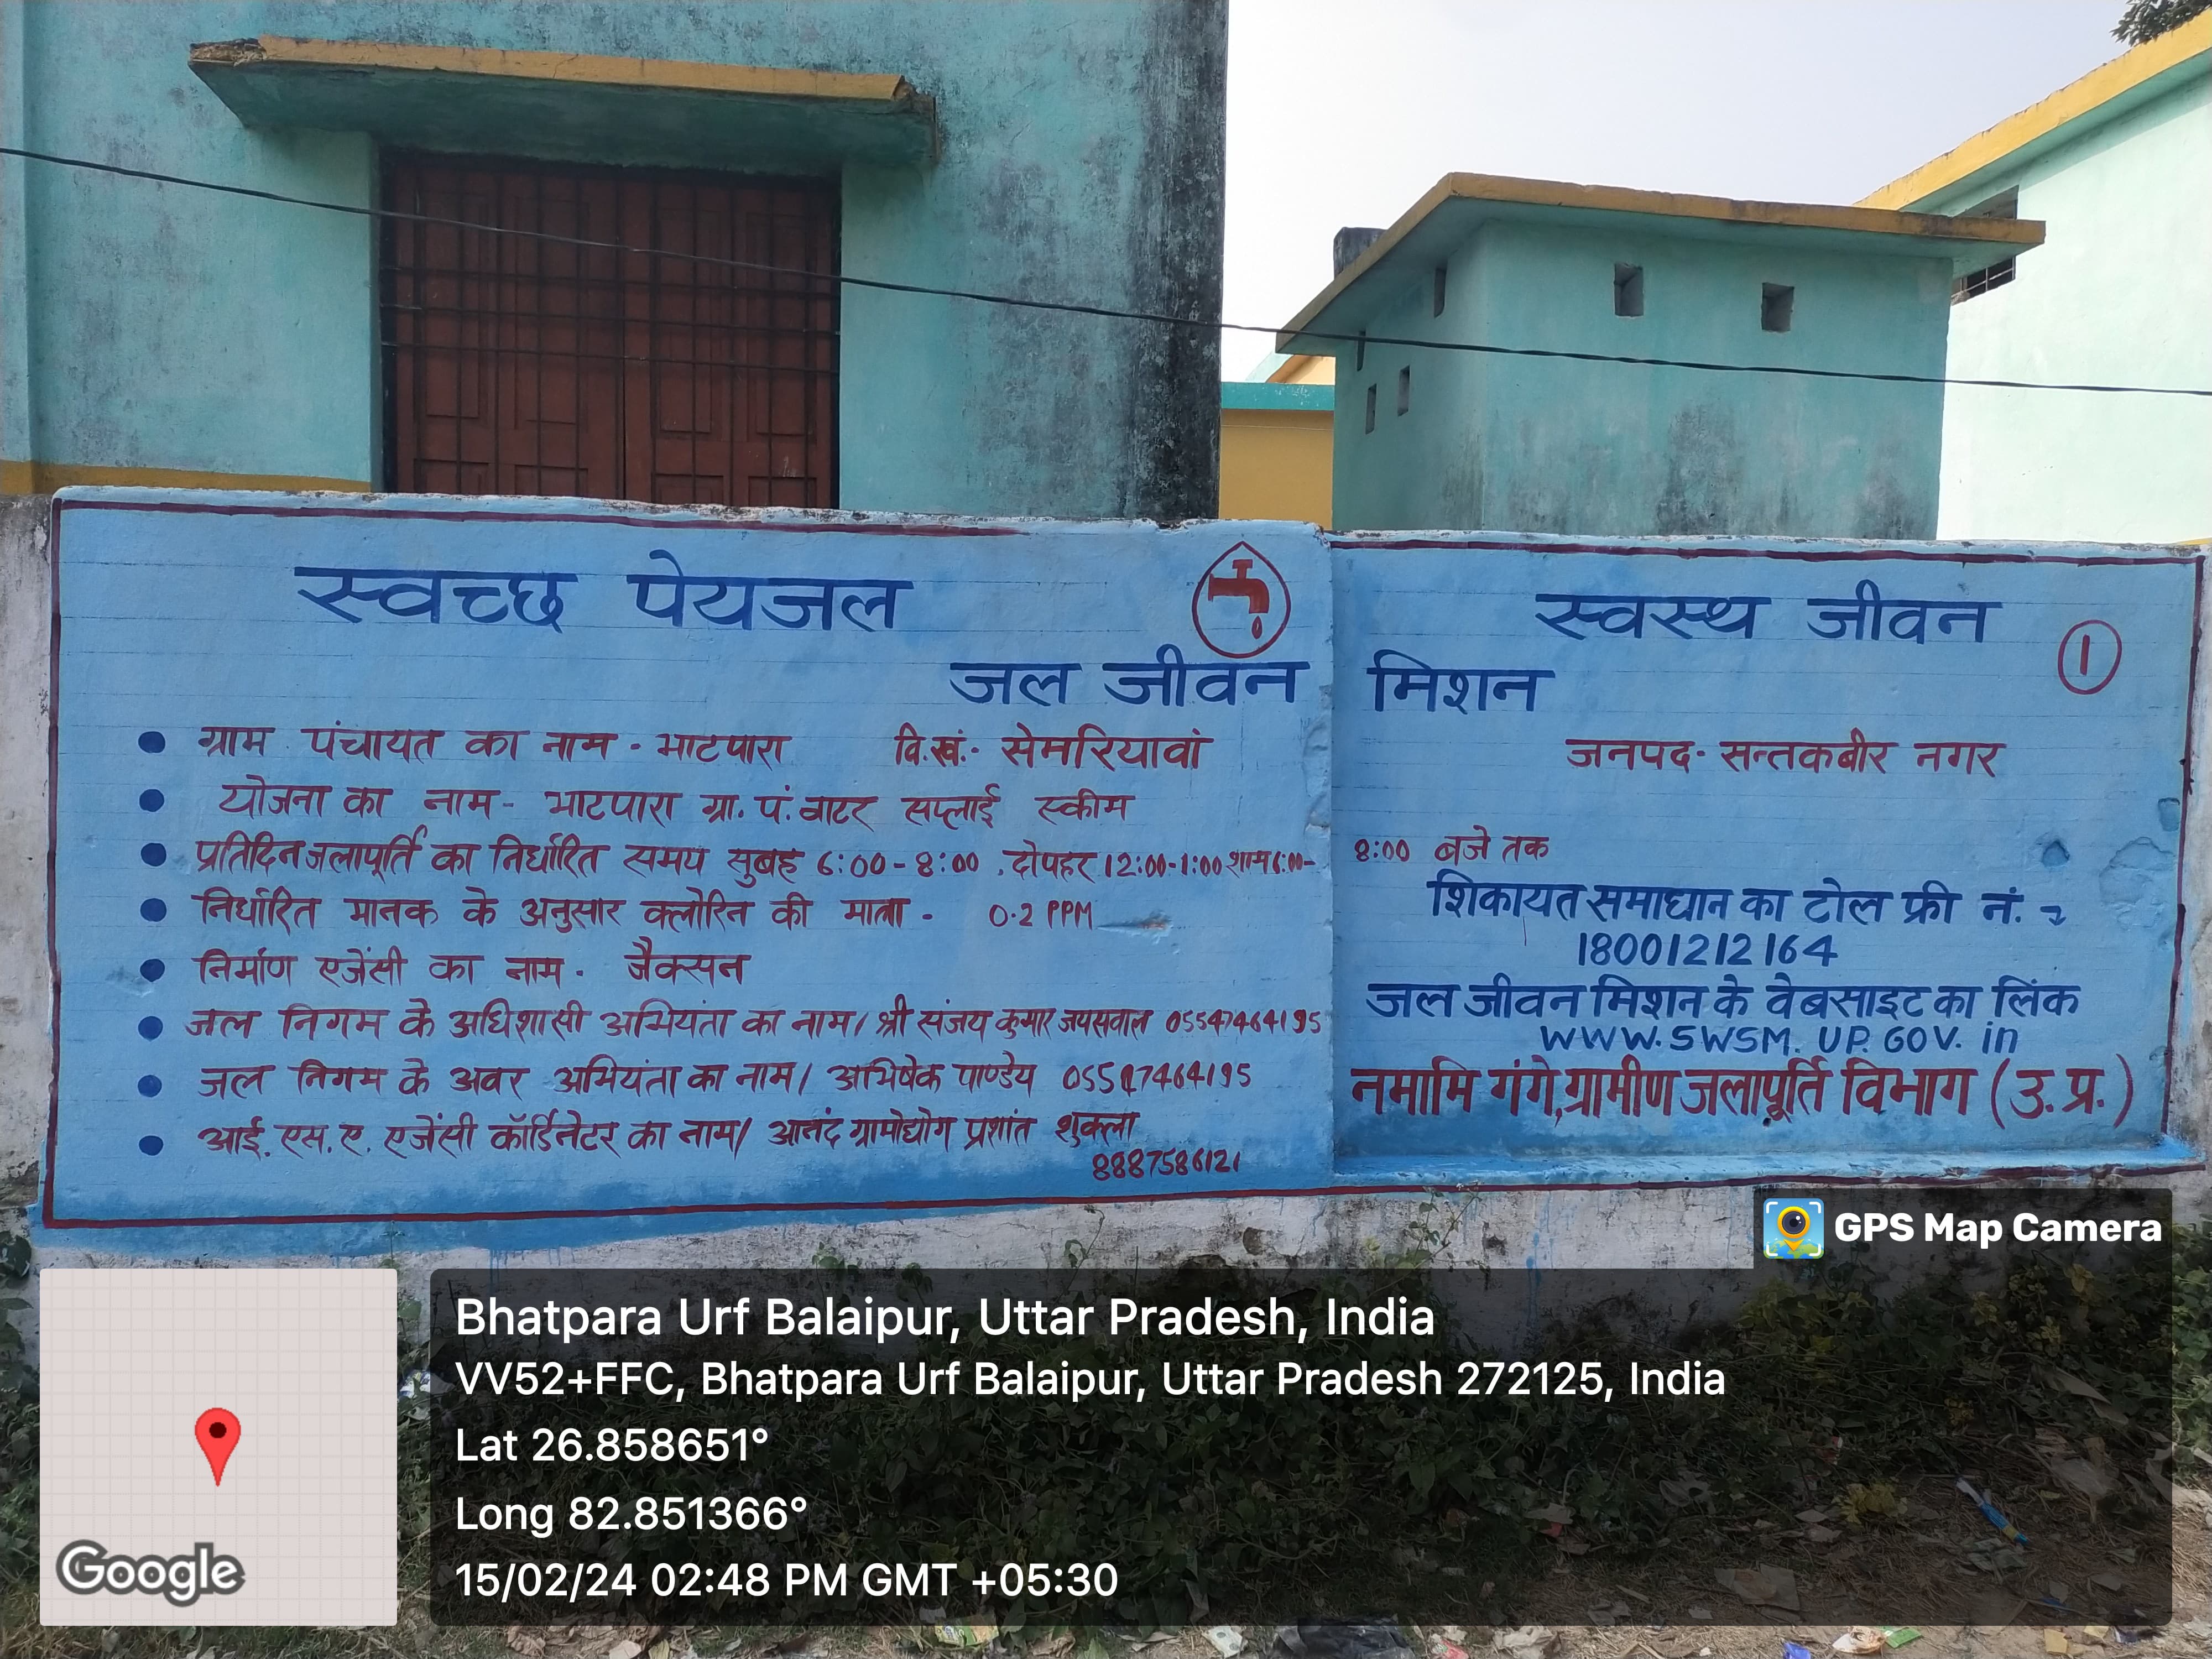 स्वच्छ पेयजल स्वस्थ जीवन
जल जीवन मिशन
1
ग्राम पंचायत का नाम - भाटपारा वि.खं.- सेमरियावां जनपद- सन्तकबीर नगर
योजना का नाम - भाटपारा ग्रा. पं. वाटर सप्लाई स्कीम
प्रतिदिन जलापूर्ति का निर्धारित समय सुबह 6:00-8:00, दोपहर 12:00-1:00 शाम 6:00- 8:00 बजे तक
निर्धारित मानक के अनुसार क्लोरिन की मात्रा - 0.2 PPM
निर्माण एजेंसी का नाम - जैक्सन
जल निगम के अधिशासी अभियंता का नाम/ श्री संजय कुमार जयसवाल 05547464195
जल निगम के अवर अभियंता का नाम/ अभिषेक पाण्डेय 05547464195
आई. एस. ए. एजेंसी कॉर्डिनेटर का नाम/ आनंद ग्रामोद्योग प्रशांत शुक्ला
8887586121
शिकायत समाधान का टोल फ्री नं. -
18001212164
जल जीवन मिशन के वेबसाइट का लिंक
WWW.SWSM.UP.GOV.in
नमामि गंगे, ग्रामीण जलापूर्ति विभाग (उ.प्र.)
GPS Map Camera
Bhatpara Urf Balaipur, Uttar Pradesh, India
VV52+FFC, Bhatpara Urf Balaipur, Uttar Pradesh 272125, India
Lat 26.858651°
Long 82.851366°
15/02/24 02:48 PM GMT +05:30
Google